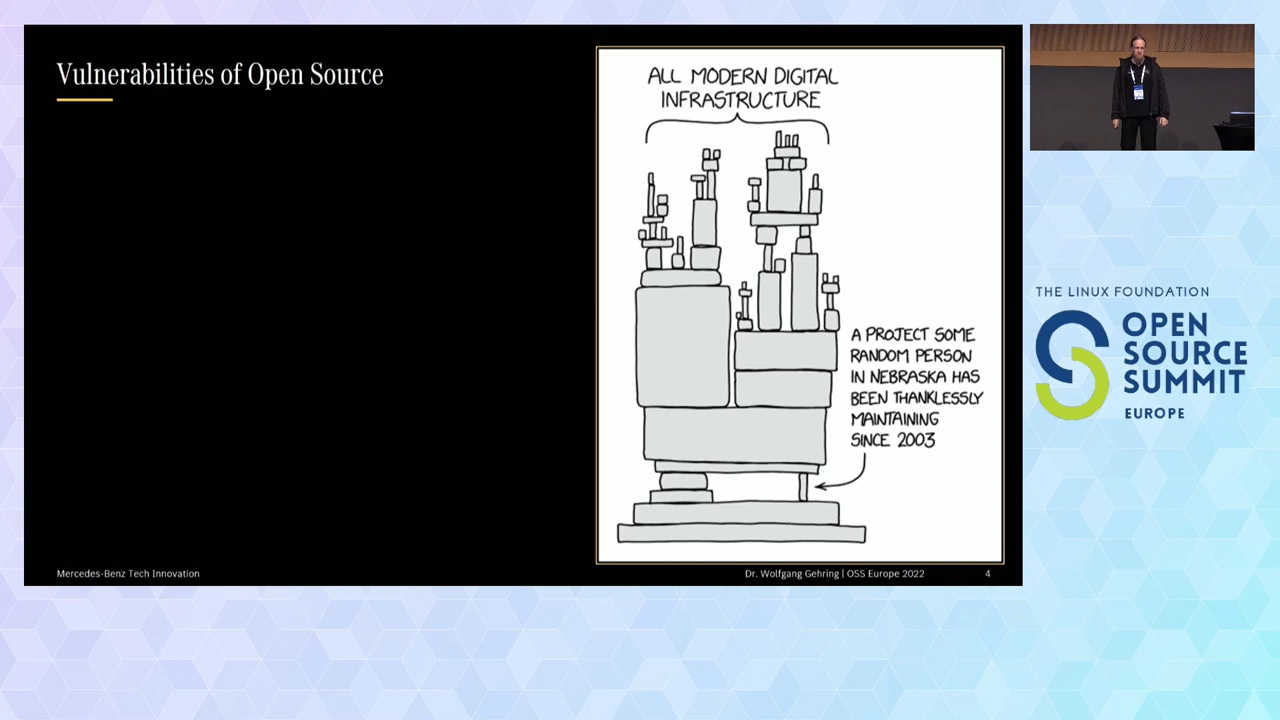 Vulnerabilities of Open Source
ALL MODERN DIGITAL
INFRASTRUCTURE
A PROJECT SOME
RANDOM PERSON
IN NEBRASKA HAS
BEEN THANKLESSLY
MAINTAINING
SINCE 2003
Mercedes-Benz Tech Innovation
Dr. Wolfgang Gehring | OSS Europe 2022
4
THE LINUX FOUNDATION
OPEN
SOURCE
SUMMIT
EUROPE